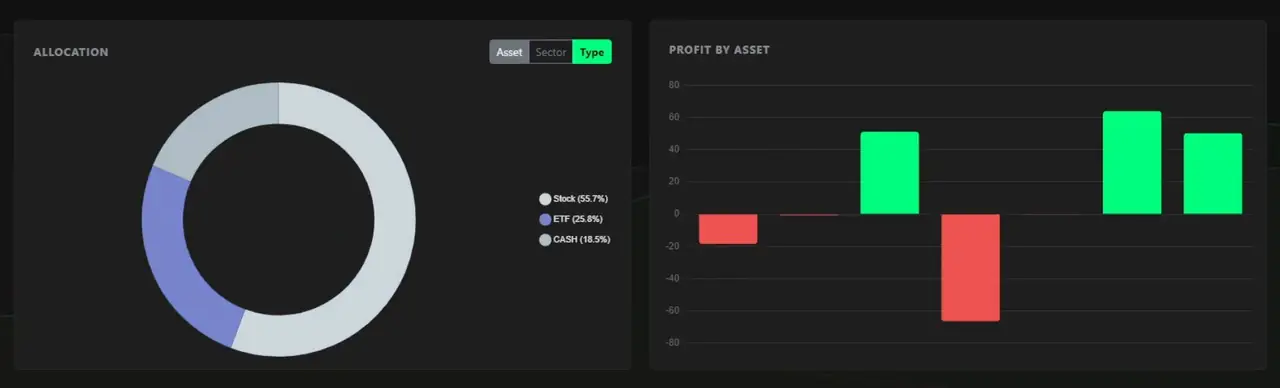 ALLOCATION
Asset Sector Type
Stock (55.7%)
ETF (25.8%)
CASH (18.5%)
PROFIT BY ASSET
80
60
40
20
0
-20
-40
-60
-80